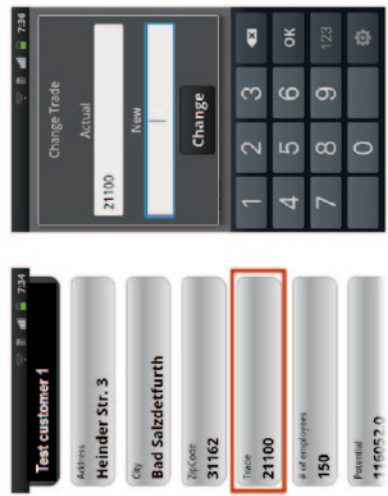 7:34
Test customer 1
Address
Heinder Str. 3
City
Bad Salzdetfurth
ZipCode
31162
Trade
21100
# of employees
150
Potential
116052.0
7:36
Change Trade
Actual
21100
New
Change
1 2 3
4 5 6 OK
7 8 9 123
0